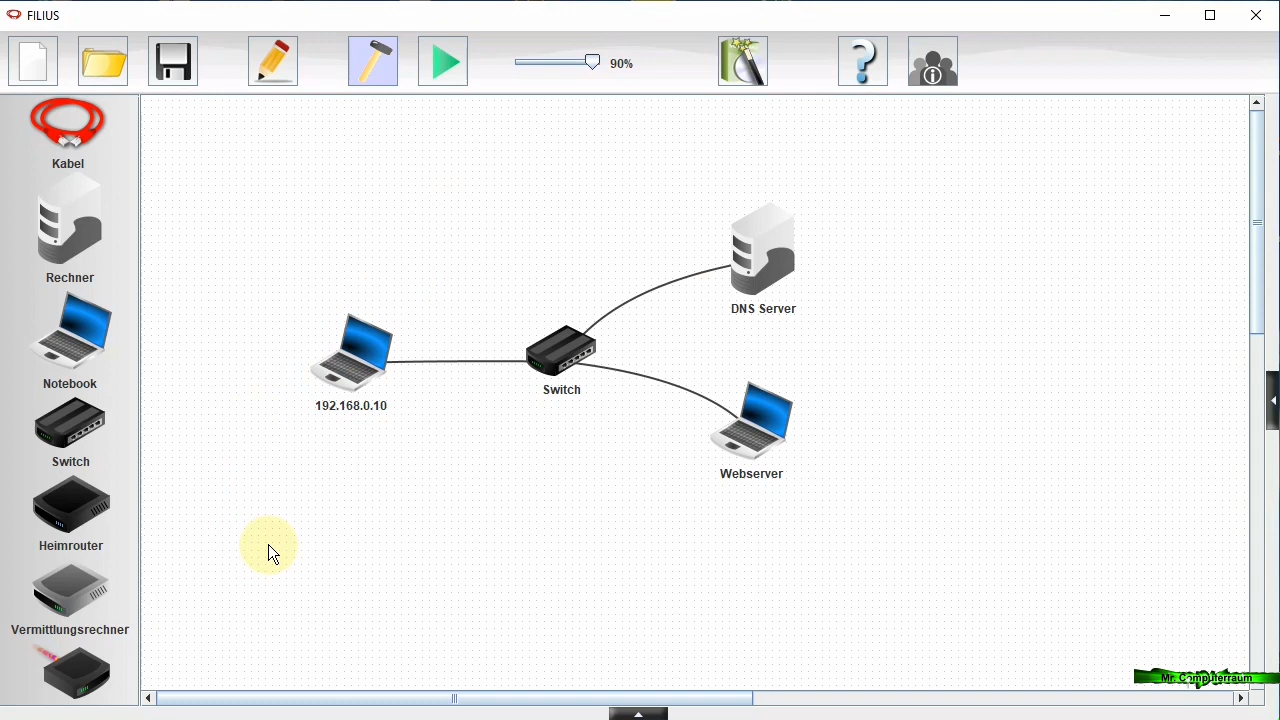 FILIUS
90%
Kabel
Rechner
Notebook
Switch
Heimrouter
Vermittlungsrechner
192.168.0.10
Switch
DNS Server
Webserver
Mr. Computerraum